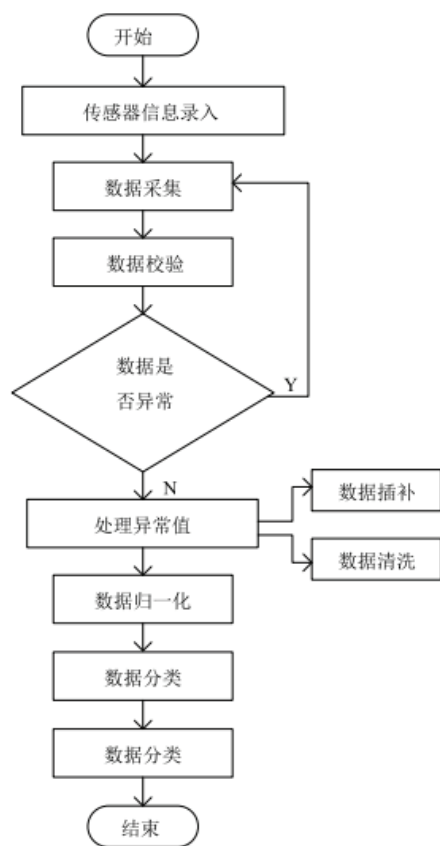 开始
传感器信息录入
数据采集
数据校验
数据是
否异常
Y
N
处理异常值
数据插补
数据清洗
数据归一化
数据分类
数据分类
结束